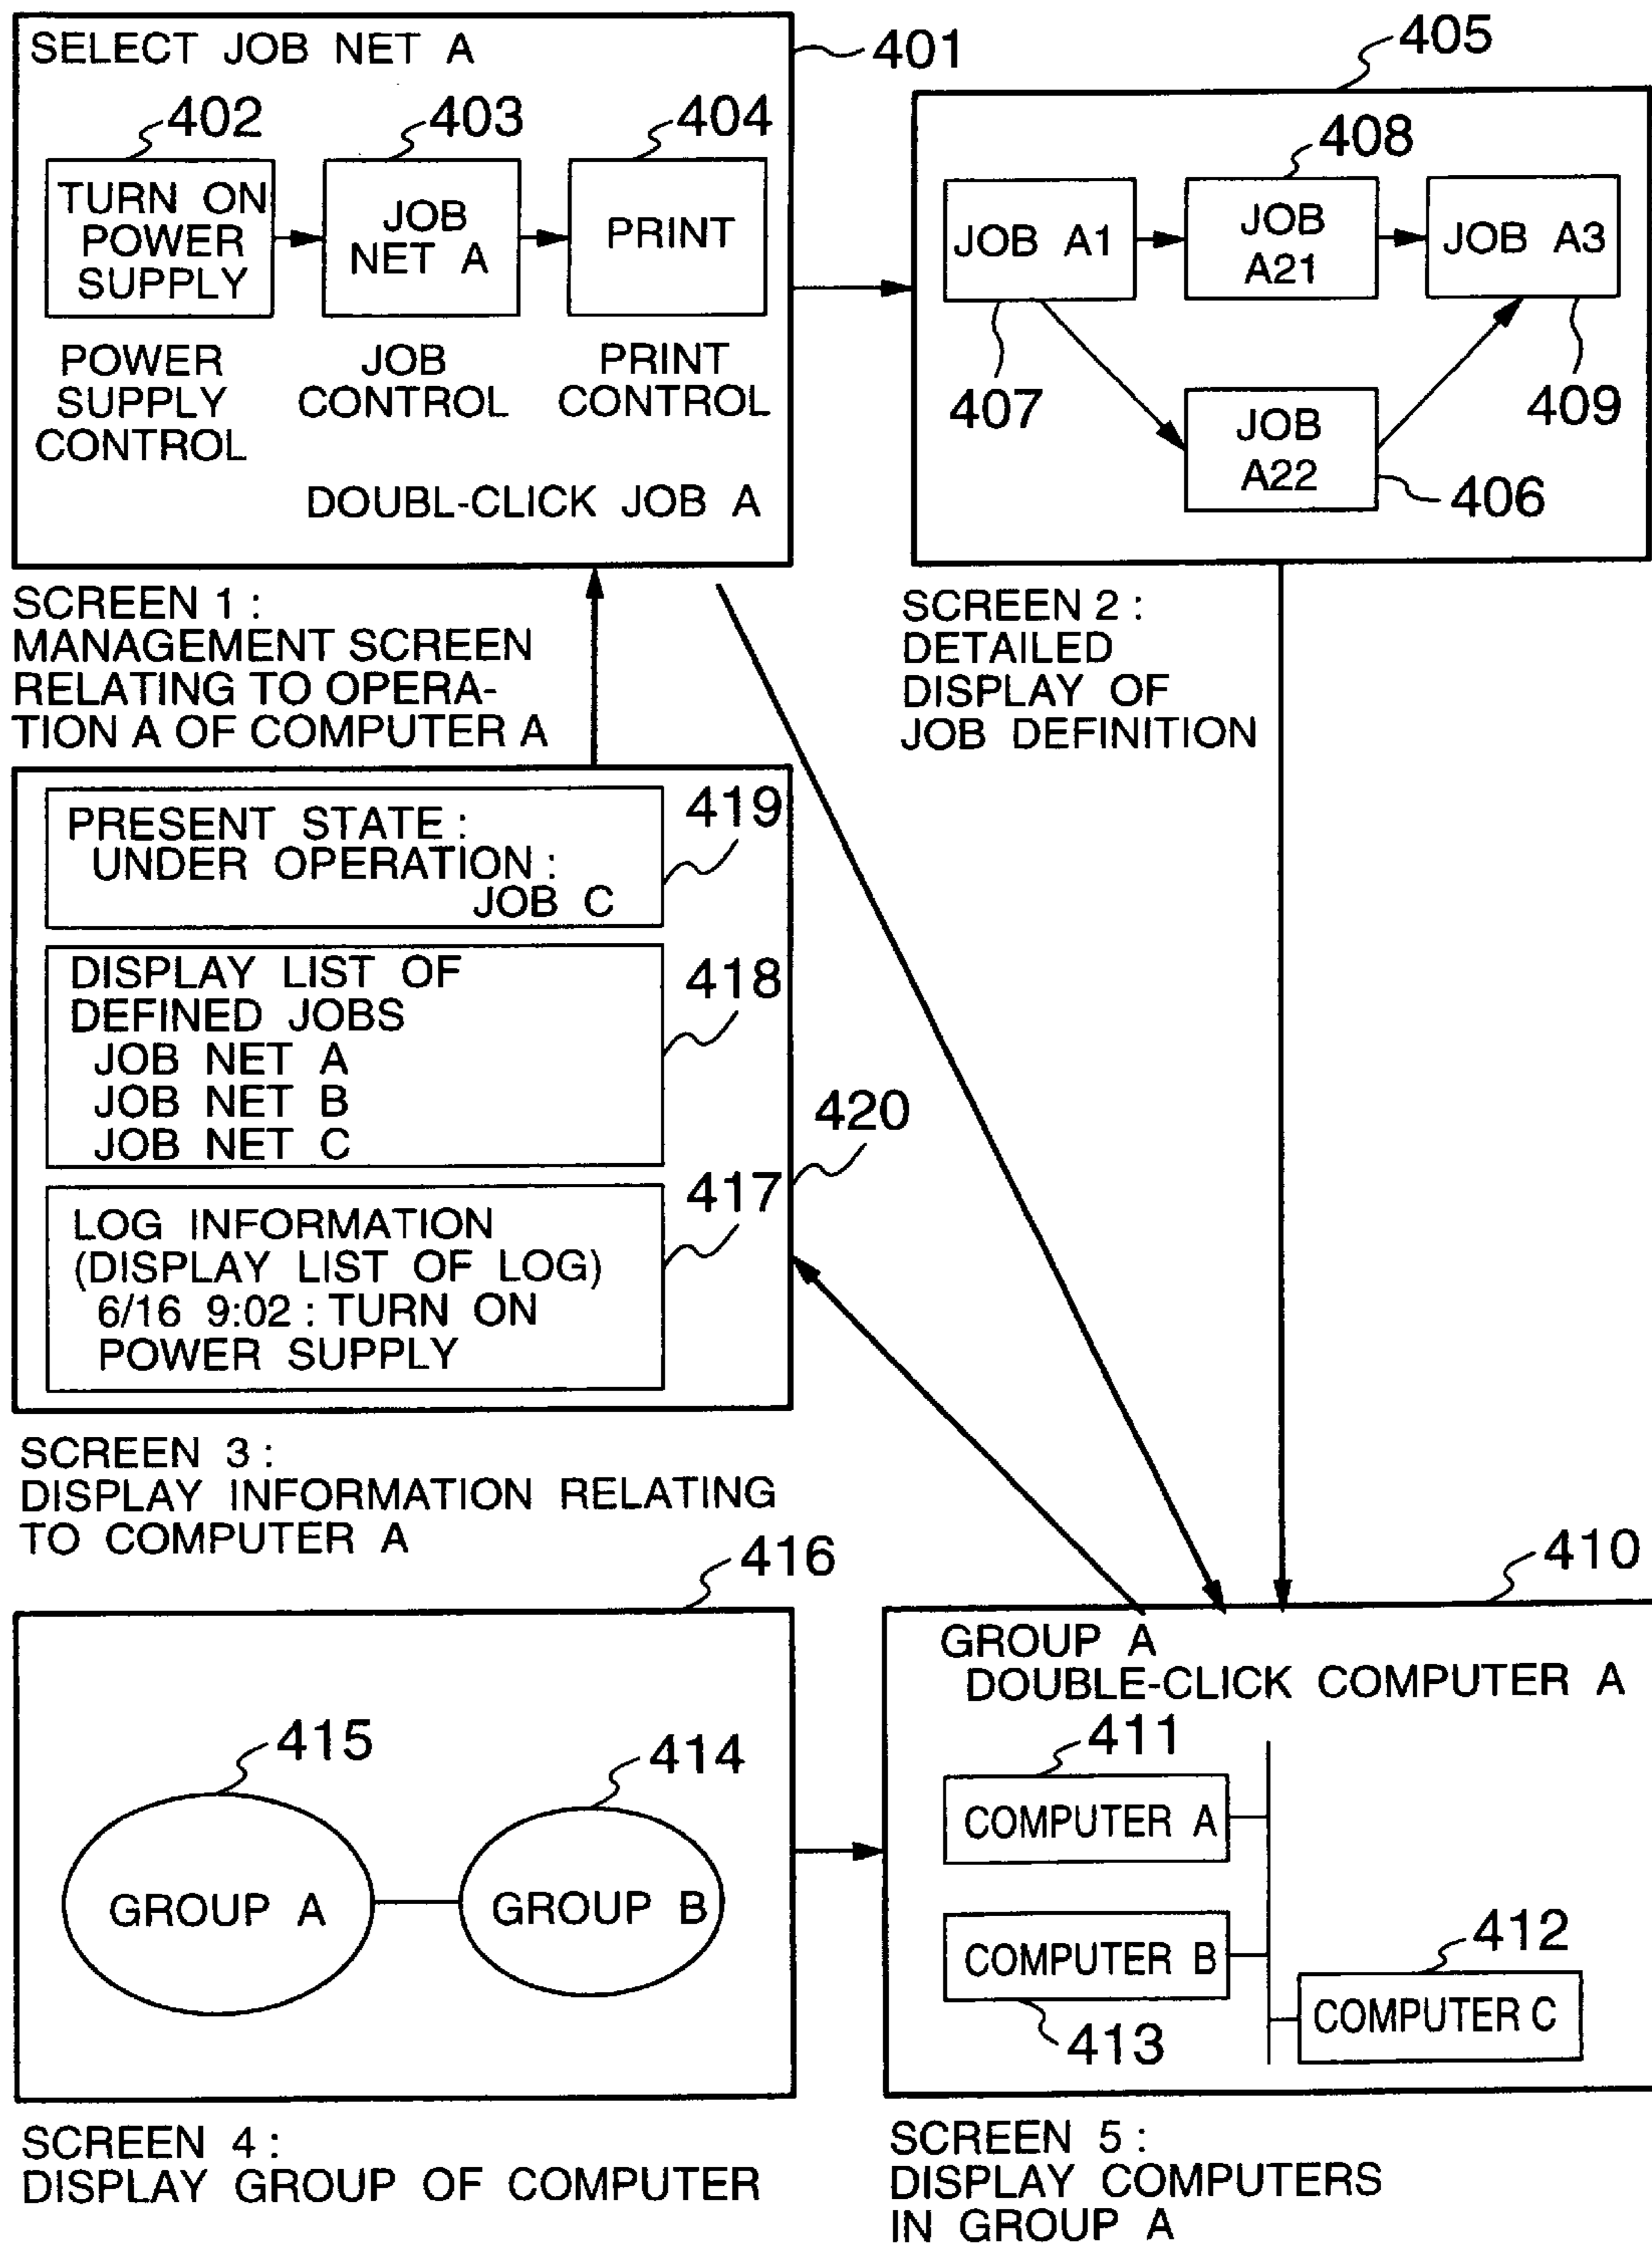 SELECT JOB NET A
401
402
403
404
TURN ON
POWER
SUPPLY
JOB
NET A
PRINT
POWER
SUPPLY
CONTROL
JOB
CONTROL
PRINT
CONTROL
DOUBL-CLICK JOB A
SCREEN 1 :
MANAGEMENT SCREEN
RELATING TO OPERA-
TION A OF COMPUTER A
405
408
JOB A1
JOB
A21
JOB A3
407
409
JOB
A22
406
SCREEN 2 :
DETAILED
DISPLAY OF
JOB DEFINITION
PRESENT STATE :
UNDER OPERATION :
JOB C
419
DISPLAY LIST OF
DEFINED JOBS
JOB NET A
JOB NET B
JOB NET C
418
420
LOG INFORMATION
(DISPLAY LIST OF LOG)
6/16 9:02 : TURN ON
POWER SUPPLY
417
SCREEN 3 :
DISPLAY INFORMATION RELATING
TO COMPUTER A
416
415
414
GROUP A
GROUP B
SCREEN 4 :
DISPLAY GROUP OF COMPUTER
410
GROUP A
DOUBLE-CLICK COMPUTER A
411
COMPUTER A
COMPUTER B
413
412
COMPUTER C
SCREEN 5 :
DISPLAY COMPUTERS
IN GROUP A